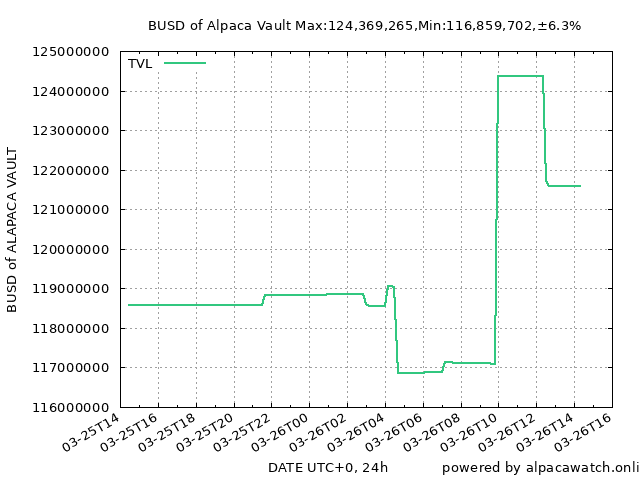 BUSD of Alpaca Vault Max:124,369,265,Min:116,859,702,±6.3%
TVL
125000000
124000000
123000000
122000000
121000000
120000000
119000000
118000000
117000000
116000000
BUSD of ALAPACA VAULT
03-25T14
03-25T16
03-25T18
03-25T20
03-25T22
03-26T00
03-26T02
03-26T04
03-26T06
03-26T08
03-26T10
03-26T12
03-26T14
03-26T16
DATE UTC+0, 24h
powered by alpacawatch.onli